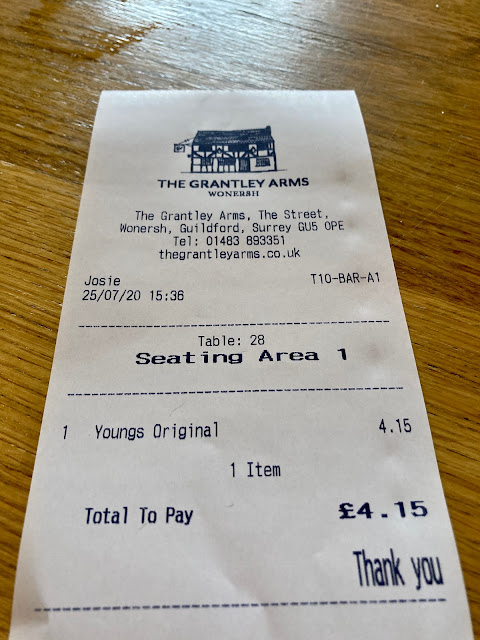 THE GRANTLEY ARMS
WONERSH
The Grantley Arms, The Street,
Wonersh, Guildford, Surrey GU5 0PE
Tel: 01483 893351
thegrantleyarms.co.uk
Josie T10-BAR-A1
25/07/20 15:36
Table: 28
Seating Area 1
1 Youngs Original 4.15
1 Item
Total To Pay £4.15
Thank you